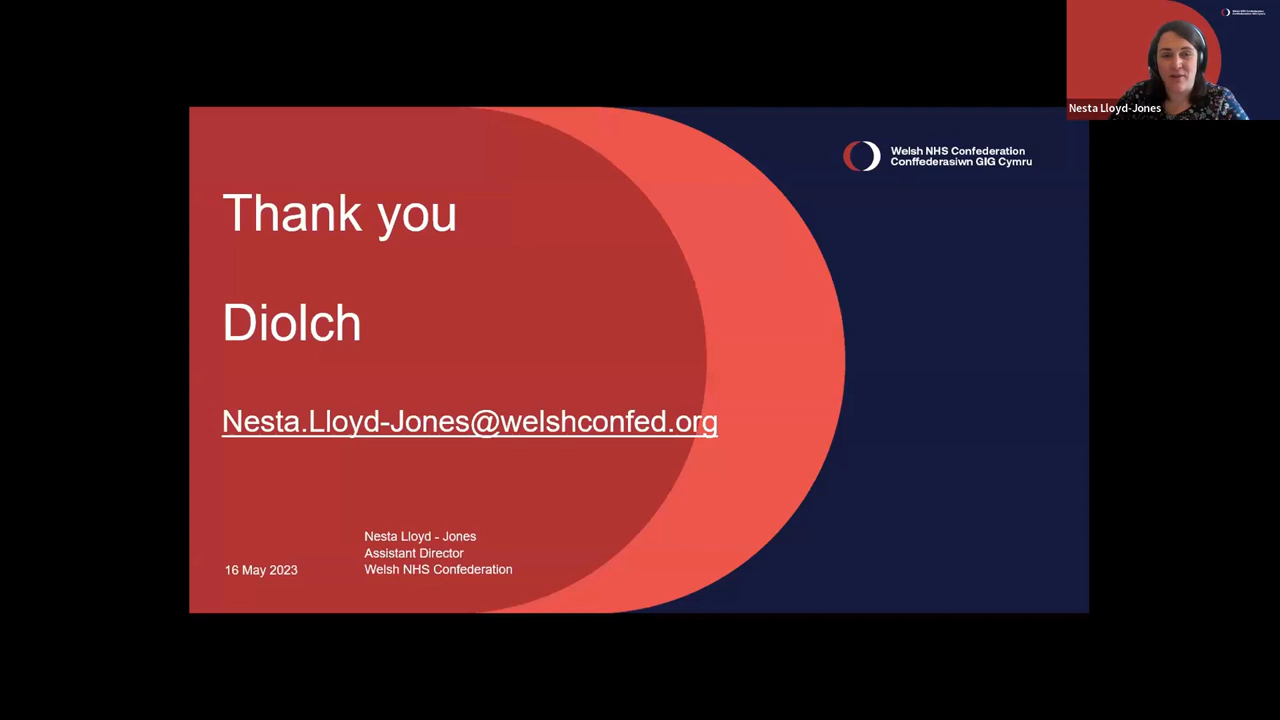 Nesta Lloyd-Jones
Welsh NHS Confederation
Conffederasiwn GIG Cymru
Thank you
Diolch
Nesta.Lloyd-Jones@welshconfed.org
Nesta Lloyd - Jones
Assistant Director
Welsh NHS Confederation
16 May 2023